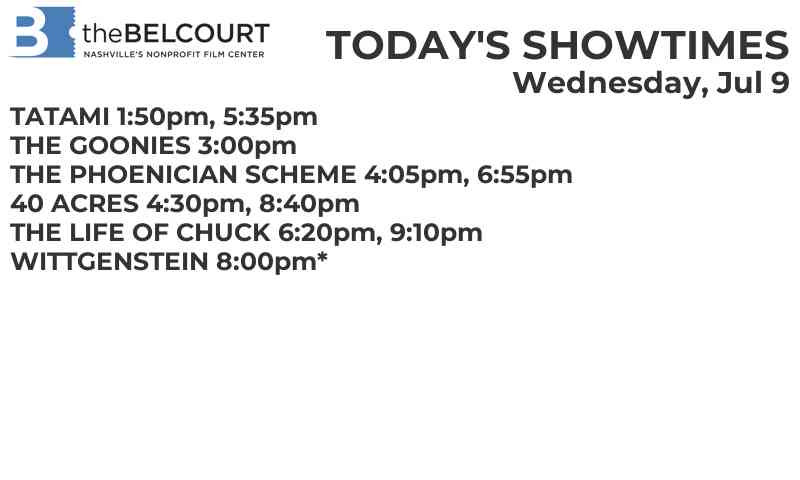 B theBELCOURT
NASHVILLE'S NONPROFIT FILM CENTER
TODAY'S SHOWTIMES
Wednesday, Jul 9
TATAMI 1:50pm, 5:35pm
THE GOONIES 3:00pm
THE PHOENICIAN SCHEME 4:05pm, 6:55pm
40 ACRES 4:30pm, 8:40pm
THE LIFE OF CHUCK 6:20pm, 9:10pm
WITTGENSTEIN 8:00pm*